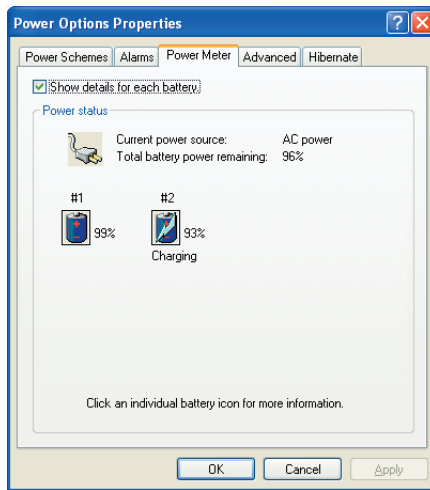 Power Options Properties
Power Schemes Alarms Power Meter Advanced Hibernate
Show details for each battery.
Power status
Current power source: AC power
Total battery power remaining: 96%
#1 #2
99% 93%
Charging
Click an individual battery icon for more information.
OK Cancel Apply